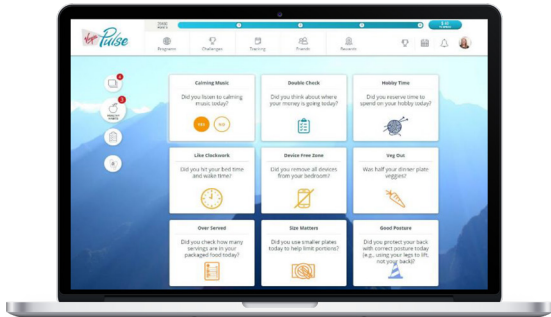 Pulse
Programs
Challenges
Tracking
Friends
Rewards
Calming Music
Did you listen to calming
music today?
YES
NO
Double Check
Did you think about where
your money is going today?
Hobby Time
Did you reserve time to
spend on your hobby today?
Like Clockwork
Did you hit your bed time
and wake time?
Device Free Zone
Did you remove all devices
from your bedroom?
Veg Out
Was half your dinner plate
veggies?
Over Served
Did you check how many
servings are in your
packaged food today?
Size Matters
Did you use smaller plates
today to help limit portions?
Good Posture
Did you protect your back
with correct posture today
(e.g., using your legs to lift,
not your back)?